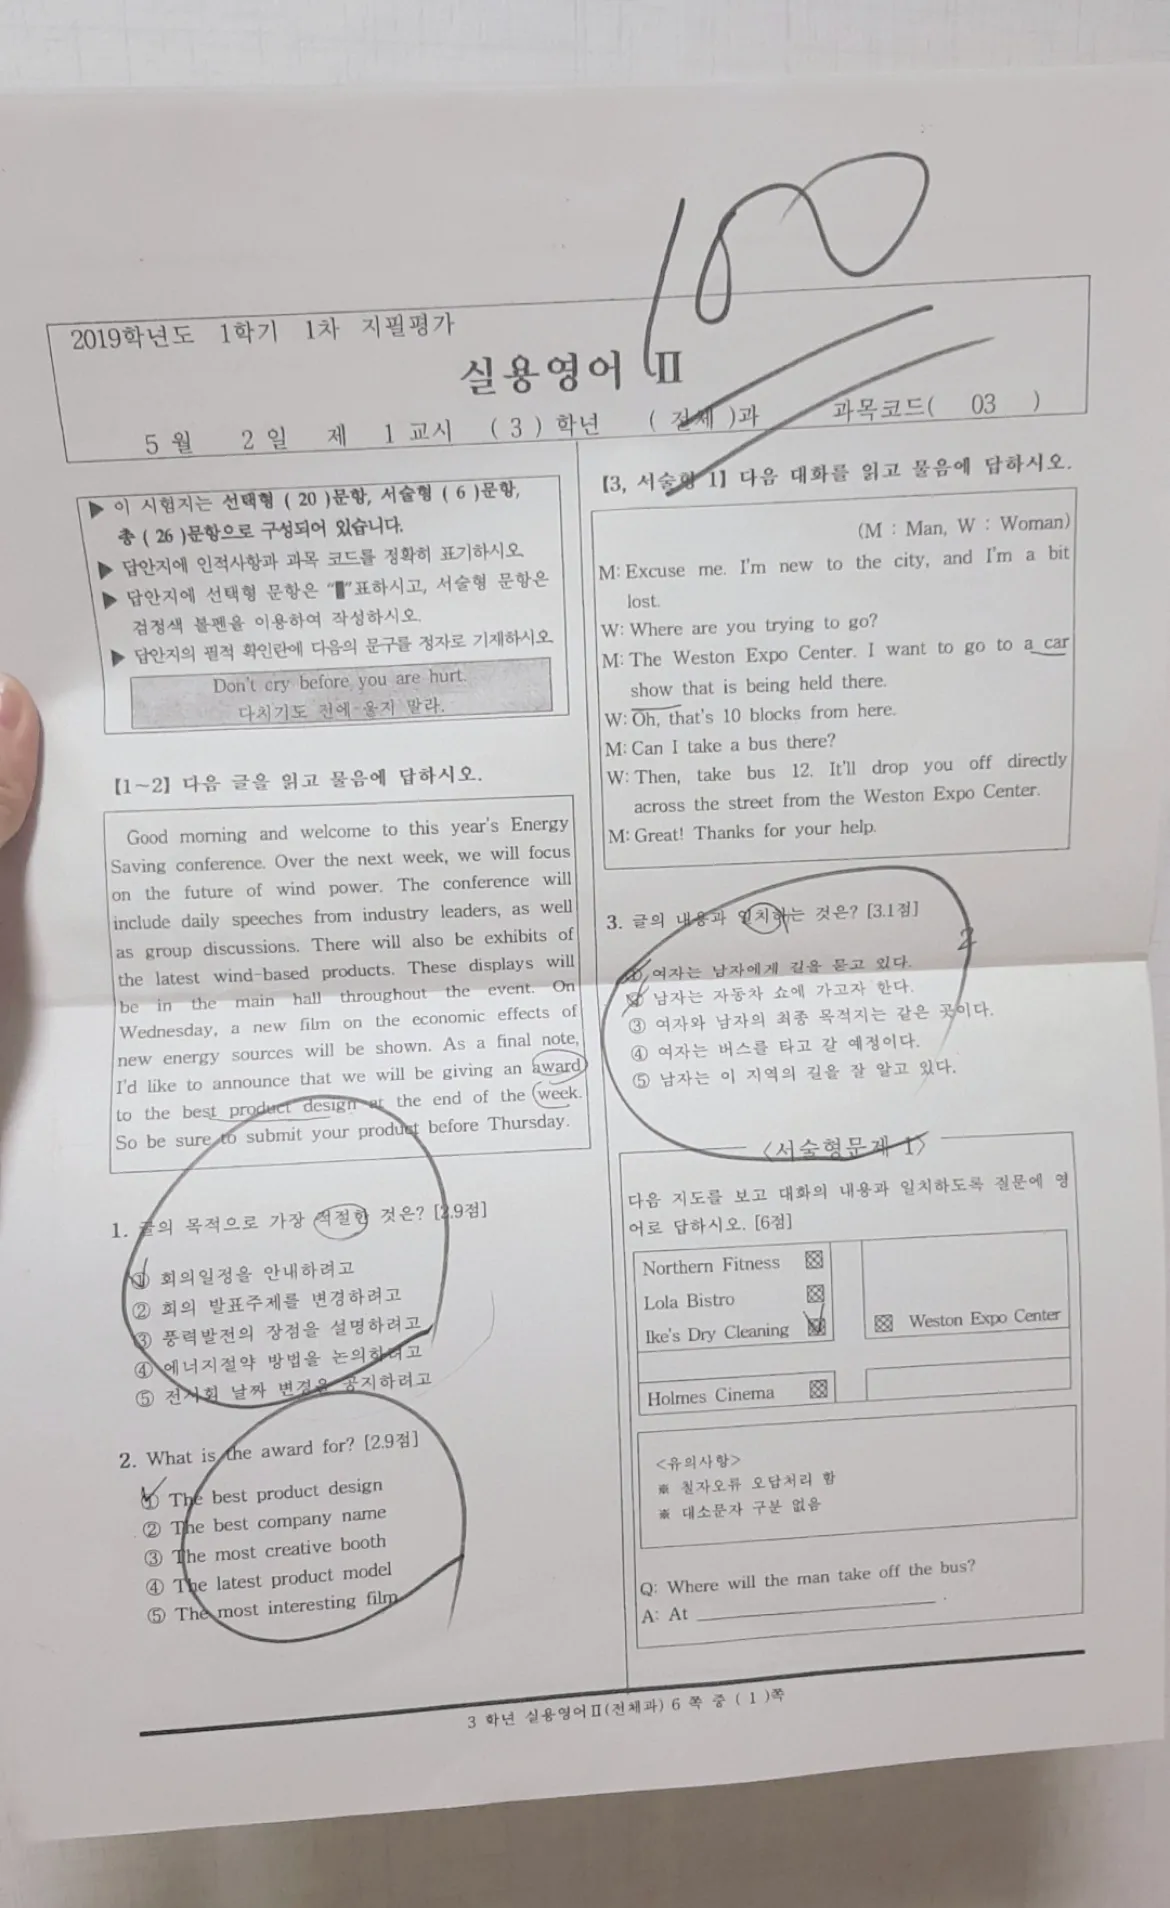 100
2019학년도 1학기 1차 지필평가
실용영어 Ⅱ
5 월 2 일 제 1 교시 ( 3 ) 학년 ( 전체 )과 과목코드( 03 )
▶ 이 시험지는 선택형 ( 20 )문항, 서술형 ( 6 )문항,
총 ( 26 )문항으로 구성되어 있습니다.
▶ 답안지에 인적사항과 과목 코드를 정확히 표기하시오.
▶ 답안지에 선택형 문항은 "▮"표하시고, 서술형 문항은
검정색 볼펜을 이용하여 작성하시오.
▶ 답안지의 필적 확인란에 다음의 문구를 정자로 기재하시오.
Don't cry before you are hurt.
다치기도 전에 울지 말라.
【1~2】 다음 글을 읽고 물음에 답하시오.
Good morning and welcome to this year's Energy
Saving conference. Over the next week, we will focus
on the future of wind power. The conference will
include daily speeches from industry leaders, as well
as group discussions. There will also be exhibits of
the latest wind-based products. These displays will
be in the main hall throughout the event. On
Wednesday, a new film on the economic effects of
new energy sources will be shown. As a final note,
I'd like to announce that we will be giving an award
to the best product design at the end of the week.
So be sure to submit your product before Thursday.
1. 글의 목적으로 가장 적절한 것은? [2.9점]
① 회의일정을 안내하려고
② 회의 발표주제를 변경하려고
③ 풍력발전의 장점을 설명하려고
④ 에너지절약 방법을 논의하려고
⑤ 전시회 날짜 변경을 공지하려고
2. What is the award for? [2.9점]
① The best product design
② The best company name
③ The most creative booth
④ The latest product model
⑤ The most interesting film
【3, 서술형 1】 다음 대화를 읽고 물음에 답하시오.
(M : Man, W : Woman)
M: Excuse me. I'm new to the city, and I'm a bit
lost.
W: Where are you trying to go?
M: The Weston Expo Center. I want to go to a car
show that is being held there.
W: Oh, that's 10 blocks from here.
M: Can I take a bus there?
W: Then, take bus 12. It'll drop you off directly
across the street from the Weston Expo Center.
M: Great! Thanks for your help.
3. 글의 내용과 일치하는 것은? [3.1점]
2
① 여자는 남자에게 길을 묻고 있다.
② 남자는 자동차 쇼에 가고자 한다.
③ 여자와 남자의 최종 목적지는 같은 곳이다.
④ 여자는 버스를 타고 갈 예정이다.
⑤ 남자는 이 지역의 길을 잘 알고 있다.
<서술형문제 1>
다음 지도를 보고 대화의 내용과 일치하도록 질문에 영
어로 답하시오. [6점]
Northern Fitness
Lola Bistro
Ike's Dry Cleaning
Weston Expo Center
Holmes Cinema
<유의사항>
※ 철자오류 오답처리 함
※ 대소문자 구분 없음
Q: Where will the man take off the bus?
A: At ____________________ .
3 학년 실용영어Ⅱ(전체과) 6 쪽 중 ( 1 )쪽